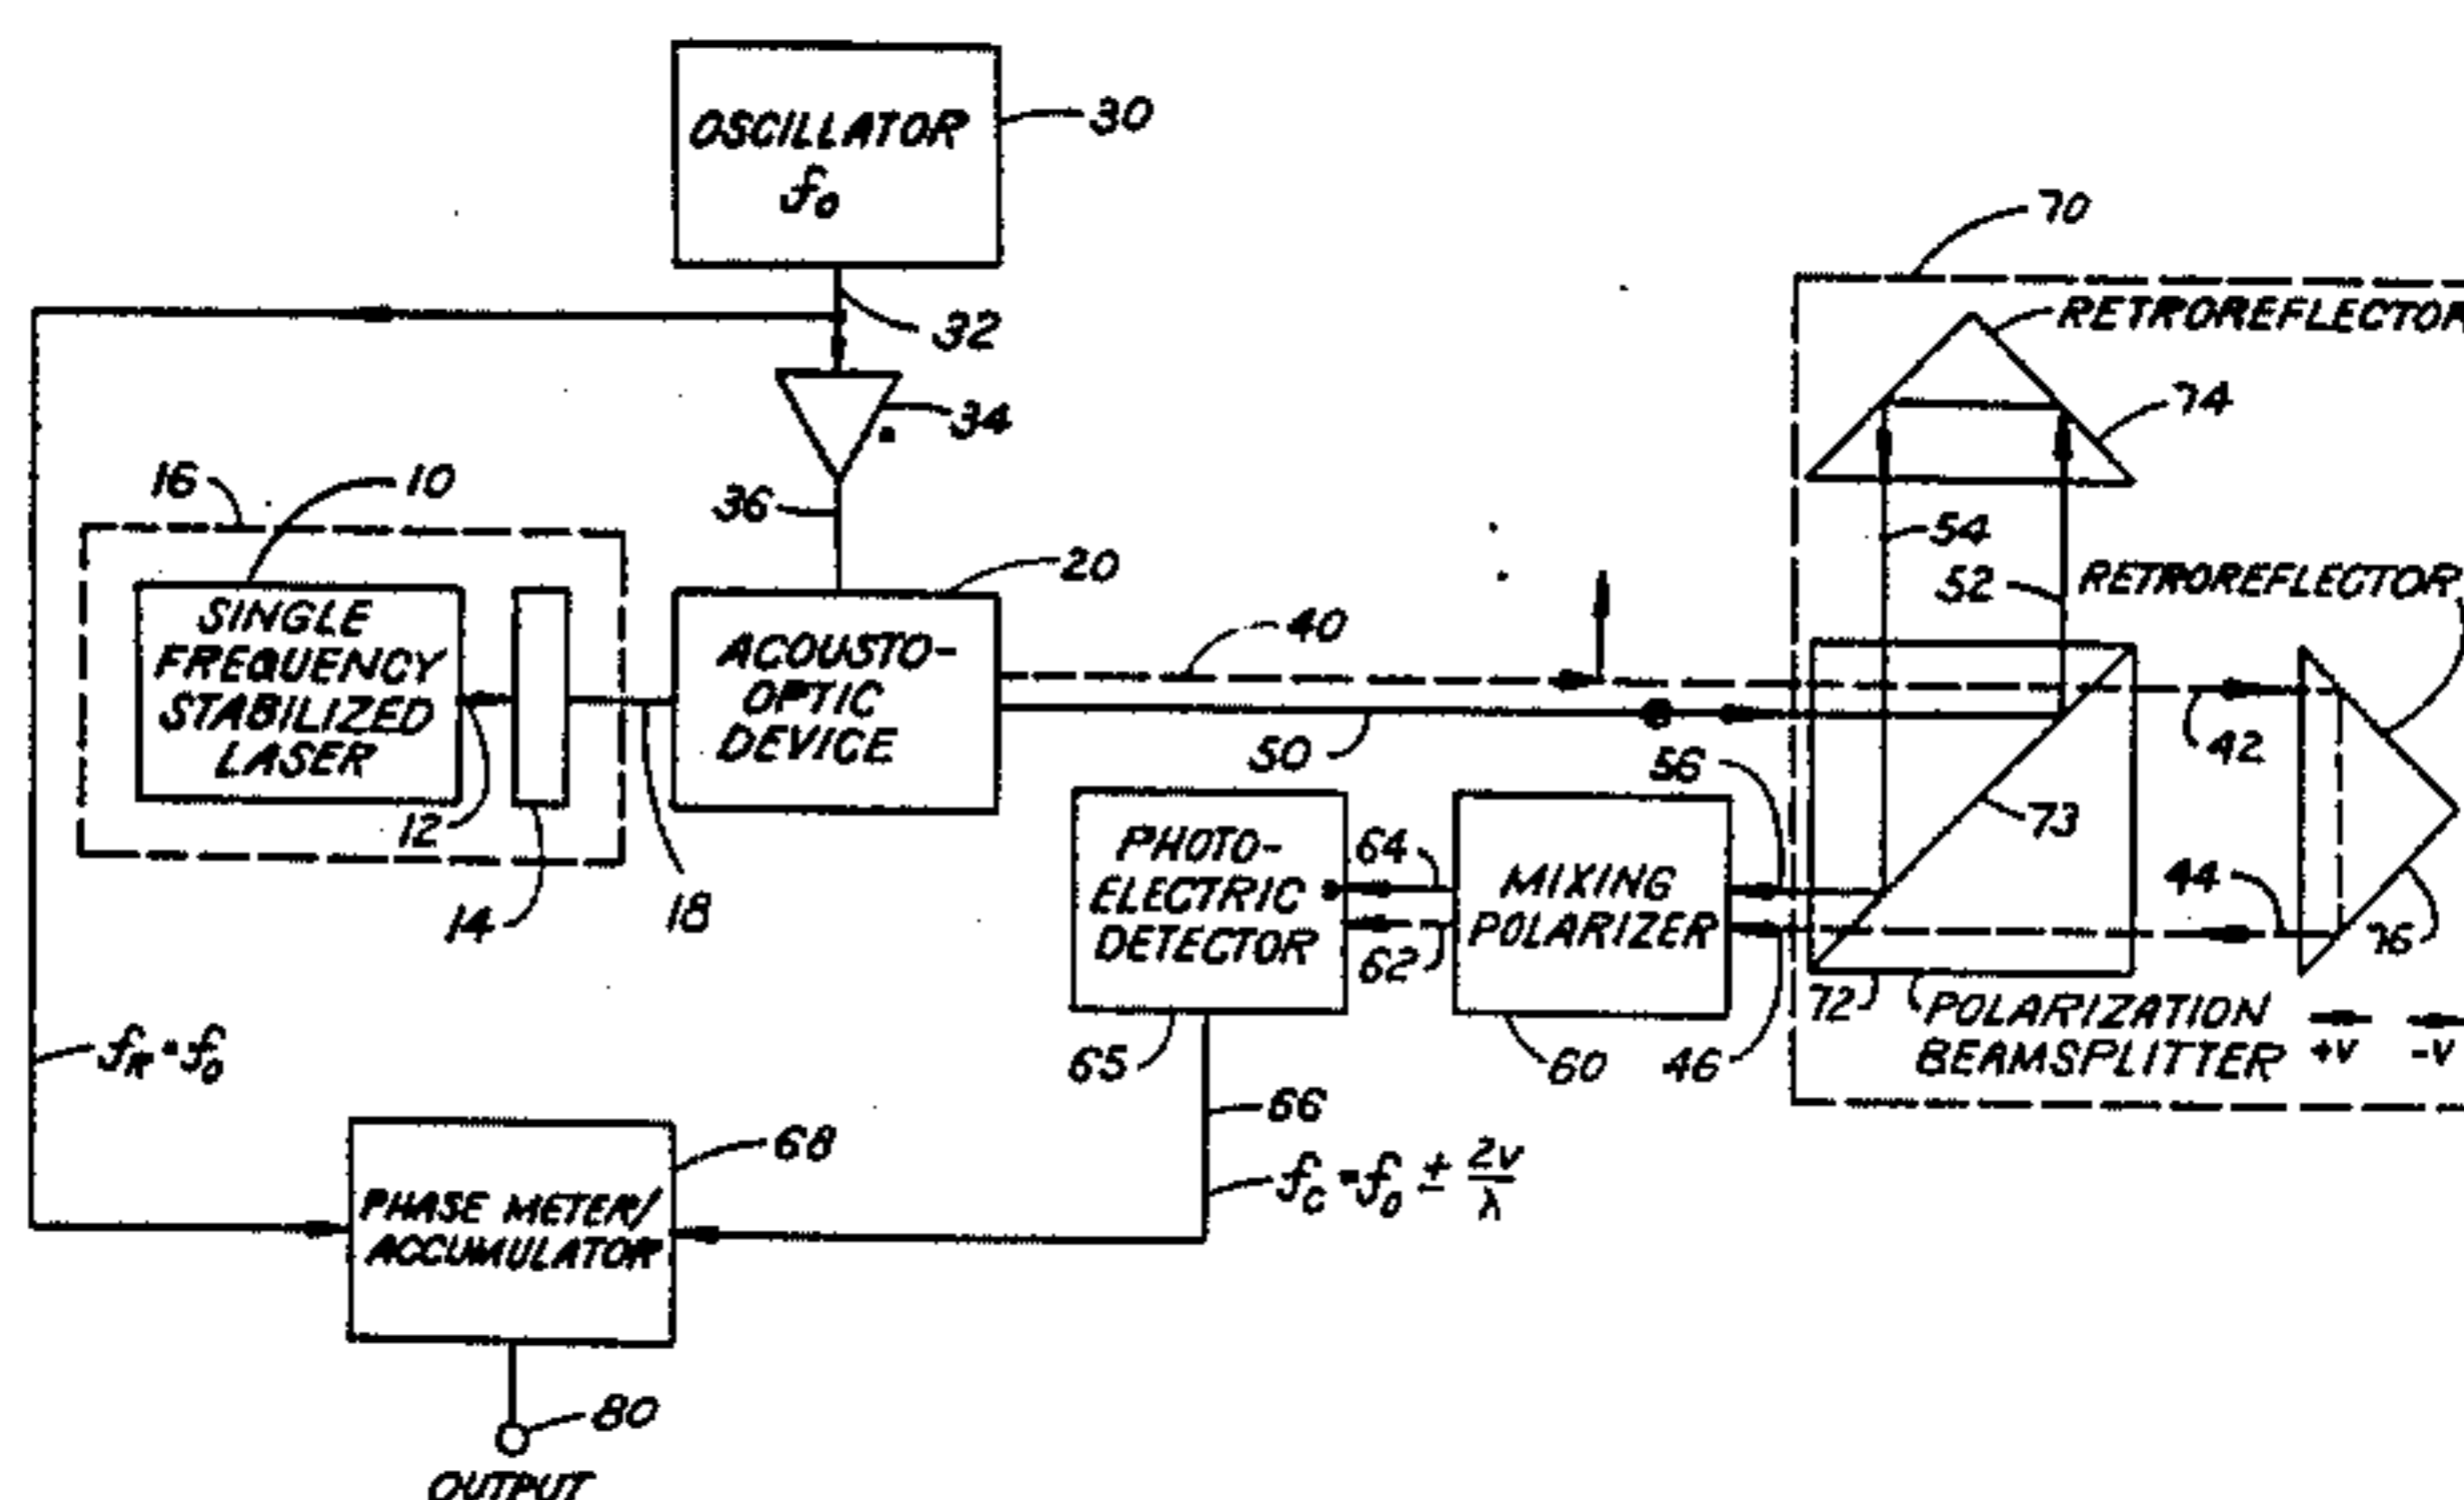 OSCILLATOR
f₀
30
70
RETROREFLECTOR
32
34
74
16
10
36
54
20
52
RETROREFLECTOR
40
SINGLE
FREQUENCY
STABILIZED
LASER
ACOUSTO-
OPTIC
DEVICE
50
42
56
73
12
14
18
PHOTO-
ELECTRIC
DETECTOR
64
62
MIXING
POLARIZER
44
76
72
POLARIZATION
BEAMSPLITTER
+V
-V
65
60
46
f_R = f₀
66
68
f_C = f₀ ± 2v/λ
PHASE METER/
ACCUMULATOR
80
OUTPUT